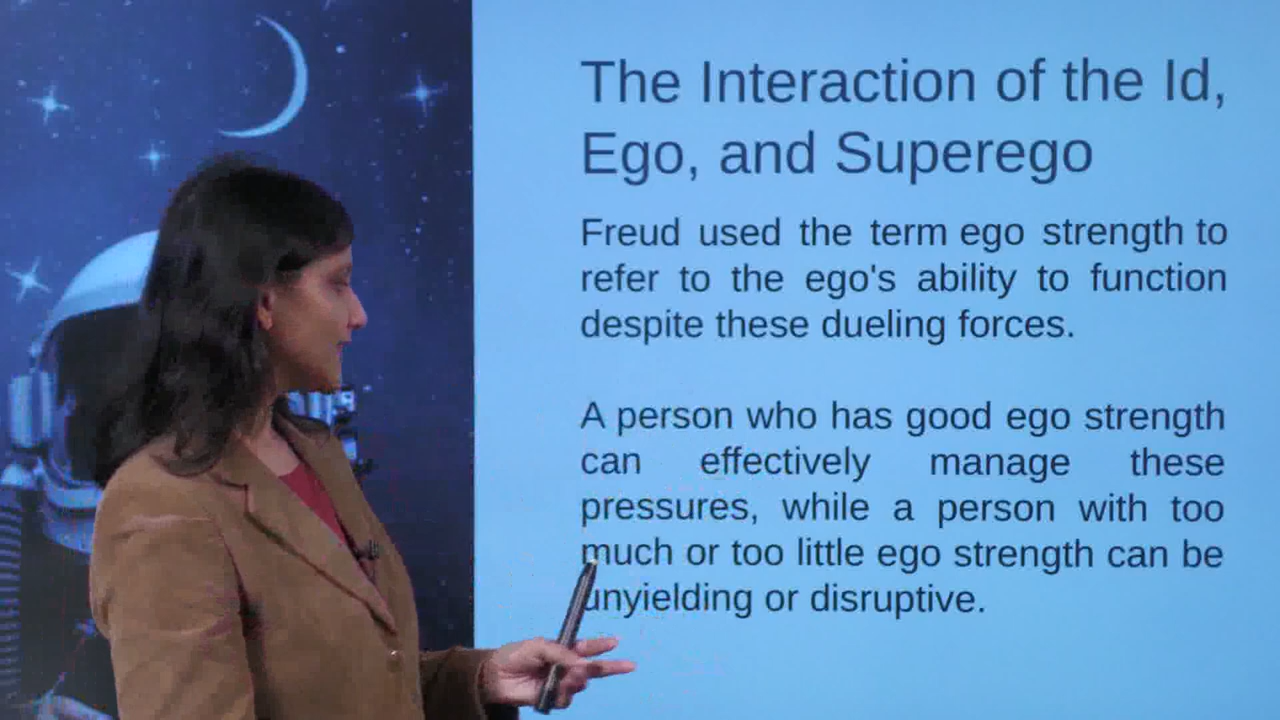 The Interaction of the Id,
Ego, and Superego
Freud used the term ego strength to
refer to the ego's ability to function
despite these dueling forces.
A person who has good ego strength
can effectively manage these
pressures, while a person with too
much or too little ego strength can be
unyielding or disruptive.